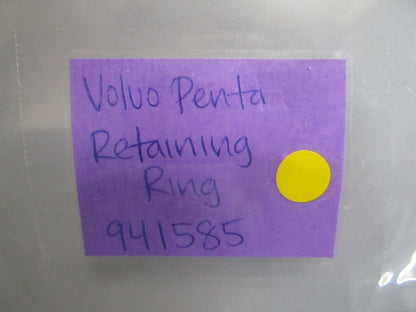 Volvo Penta
Retaining
Ring
941585